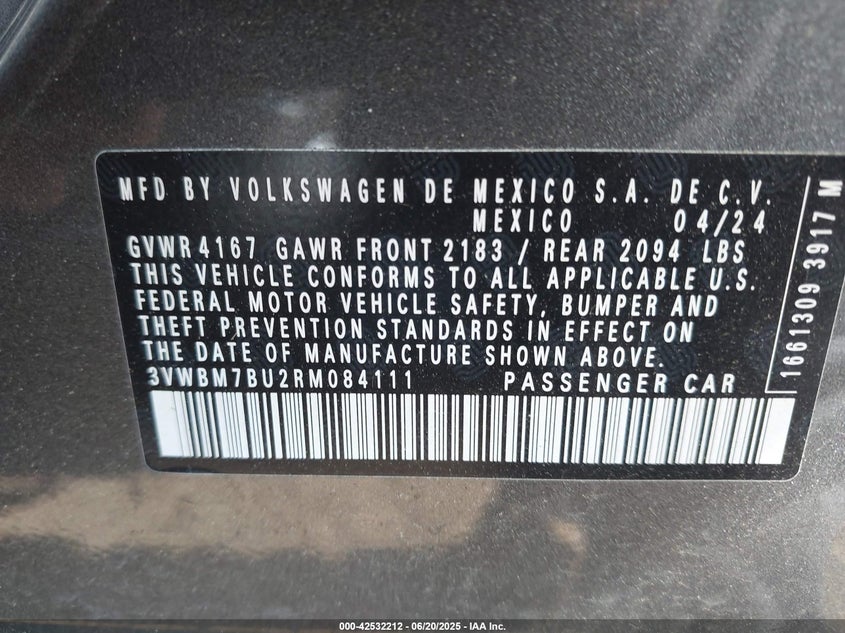 MFD BY VOLKSWAGEN DE MEXICO S.A. DE C.V.
MEXICO 04/24
GVWR 4167 GAWR FRONT 2183 / REAR 2094 LBS
THIS VEHICLE CONFORMS TO ALL APPLICABLE U.S.
FEDERAL MOTOR VEHICLE SAFETY, BUMPER AND
THEFT PREVENTION STANDARDS IN EFFECT ON
THE DATE OF MANUFACTURE SHOWN ABOVE.
3VWBM7BU2RM084111 PASSENGER CAR
1661309 3917 M
000-42532212 - 06/20/2025 - IAA Inc.